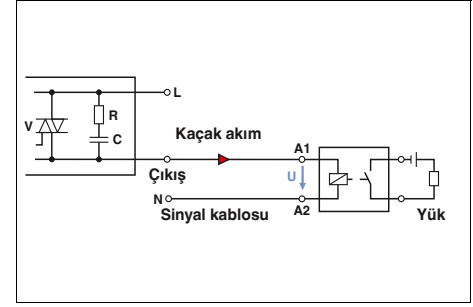 L
V
R
C
Kaçak akım
A1
Çıkış
U
N
A2
Sinyal kablosu
Yük